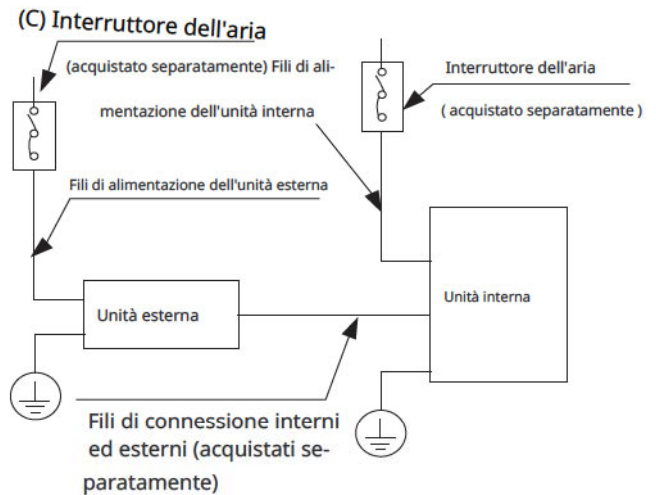 (C) Interruttore dell'aria
(acquistato separatamente) Fili di ali-
mentazione dell'unità interna
Interruttore dell'aria
( acquistato separatamente )
Fili di alimentazione dell'unità esterna
Unità esterna
Unità interna
Fili di connessione interni
ed esterni (acquistati se-
paratamente)